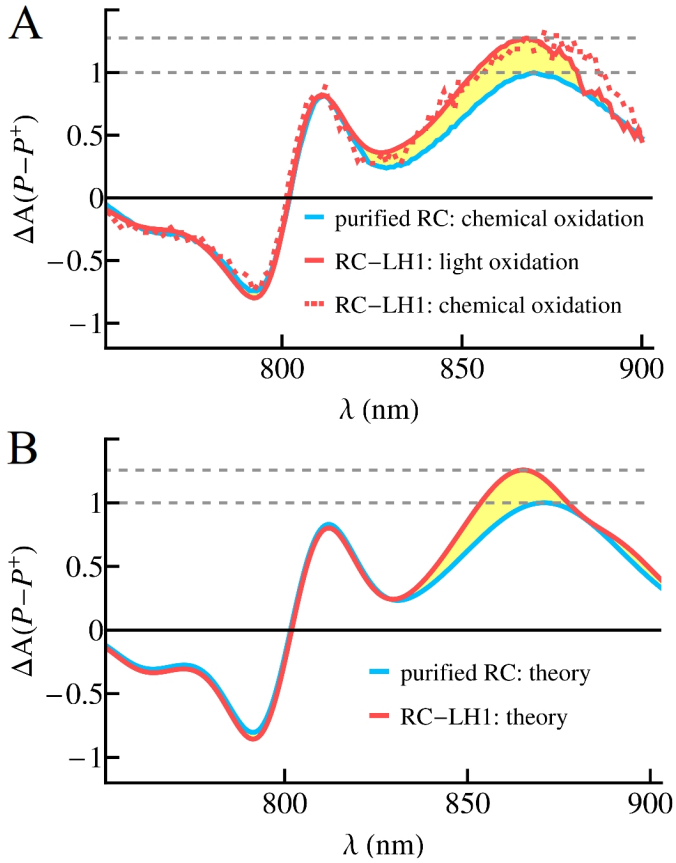 A
ΔA(P−P⁺)
1
0.5
0
−0.5
−1
purified RC: chemical oxidation
RC−LH1: light oxidation
RC−LH1: chemical oxidation
800
850
900
λ (nm)
B
ΔA(P−P⁺)
1
0.5
0
−0.5
−1
purified RC: theory
RC−LH1: theory
800
850
900
λ (nm)